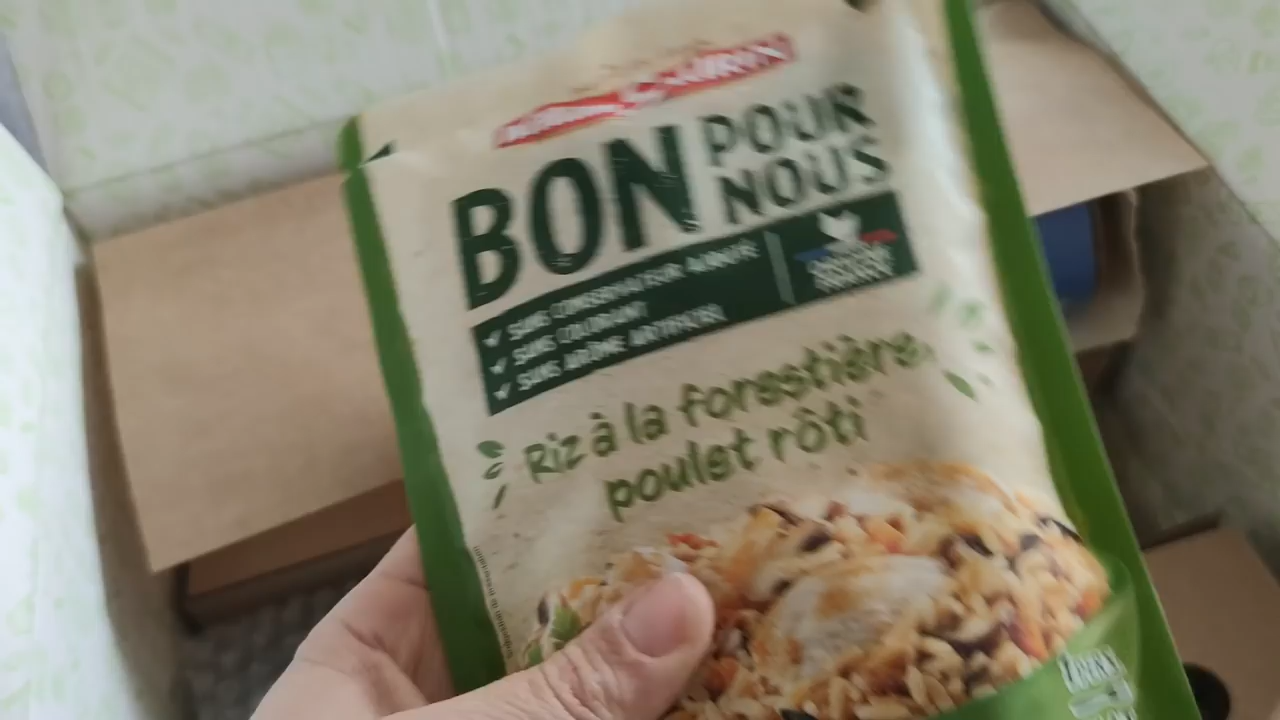 BON POUR
NOUS
SANS CONSERVATEUR AJOUTÉ
SANS COLORANT
SANS ARÔME ARTIFICIEL
Riz à la forestière,
poulet rôti